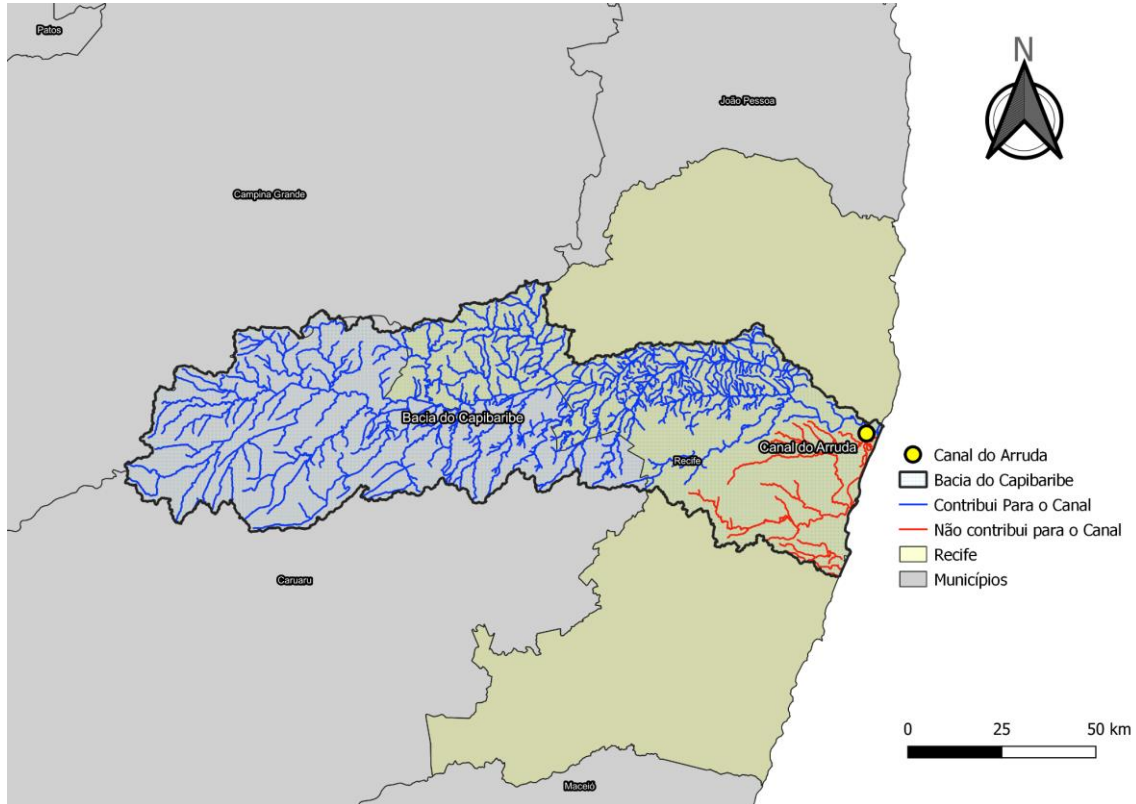 Patos
N
João Pessoa
Campina Grande
Bacia do Capibaribe
Canal do Arruda
Recife
Canal do Arruda
Bacia do Capibaribe
Contribui Para o Canal
Não contribui para o Canal
Recife
Municípios
Caruaru
0 25 50 km
Maceió